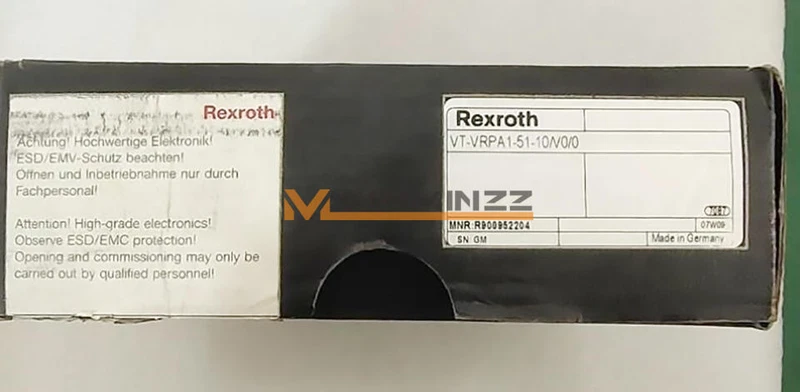 Rexroth
Achtung! Hochwertige Elektronik!
ESD/EMV-Schutz beachten!
Öffnen und Inbetriebnahme nur durch
Fachpersonal!
Attention! High-grade electronics!
Observe ESD/EMC protection!
Opening and commissioning may only be
carried out by qualified personnel!
MINZZ
Rexroth
VT-VRPA1-51-10/V0/0
7067
MNR:R900952204
07W09
SN:GM
Made in Germany